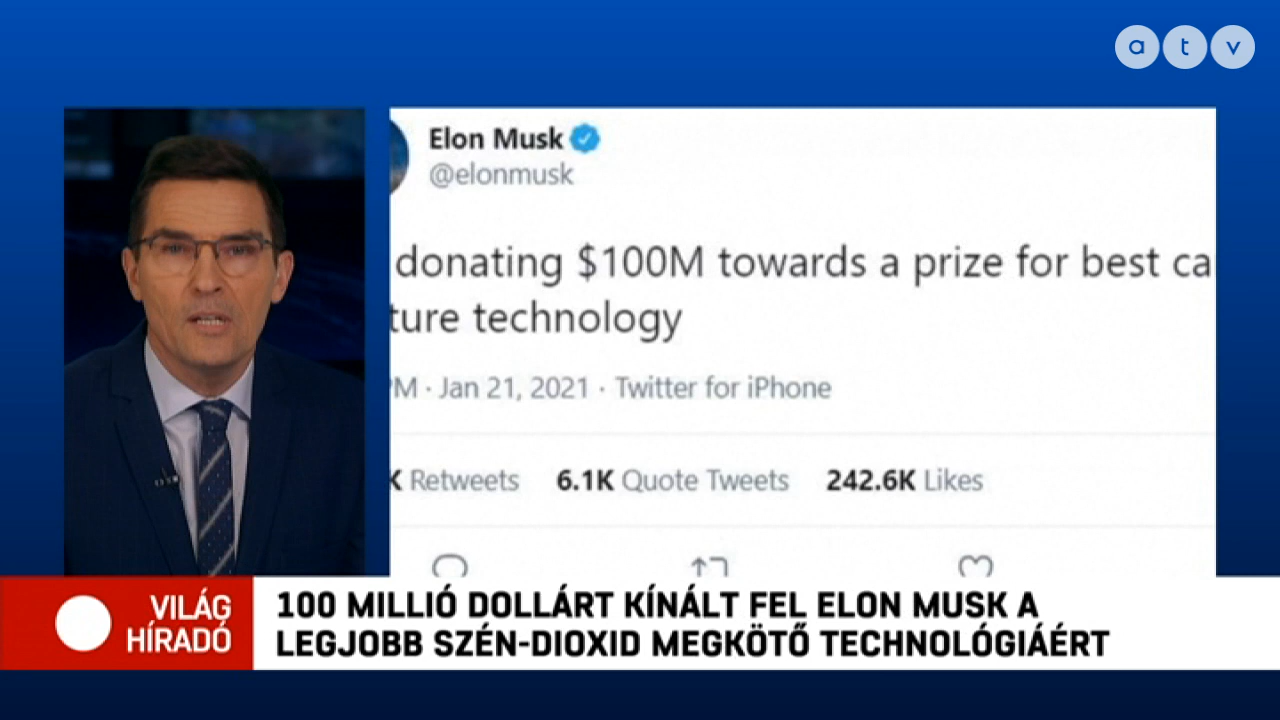 a t v
Elon Musk
@elonmusk
donating $100M towards a prize for best ca
ture technology
PM · Jan 21, 2021 · Twitter for iPhone
K Retweets 6.1K Quote Tweets 242.6K Likes
VILÁG
HÍRADÓ
100 MILLIÓ DOLLÁRT KÍNÁLT FEL ELON MUSK A
LEGJOBB SZÉN-DIOXID MEGKÖTŐ TECHNOLÓGIÁÉRT